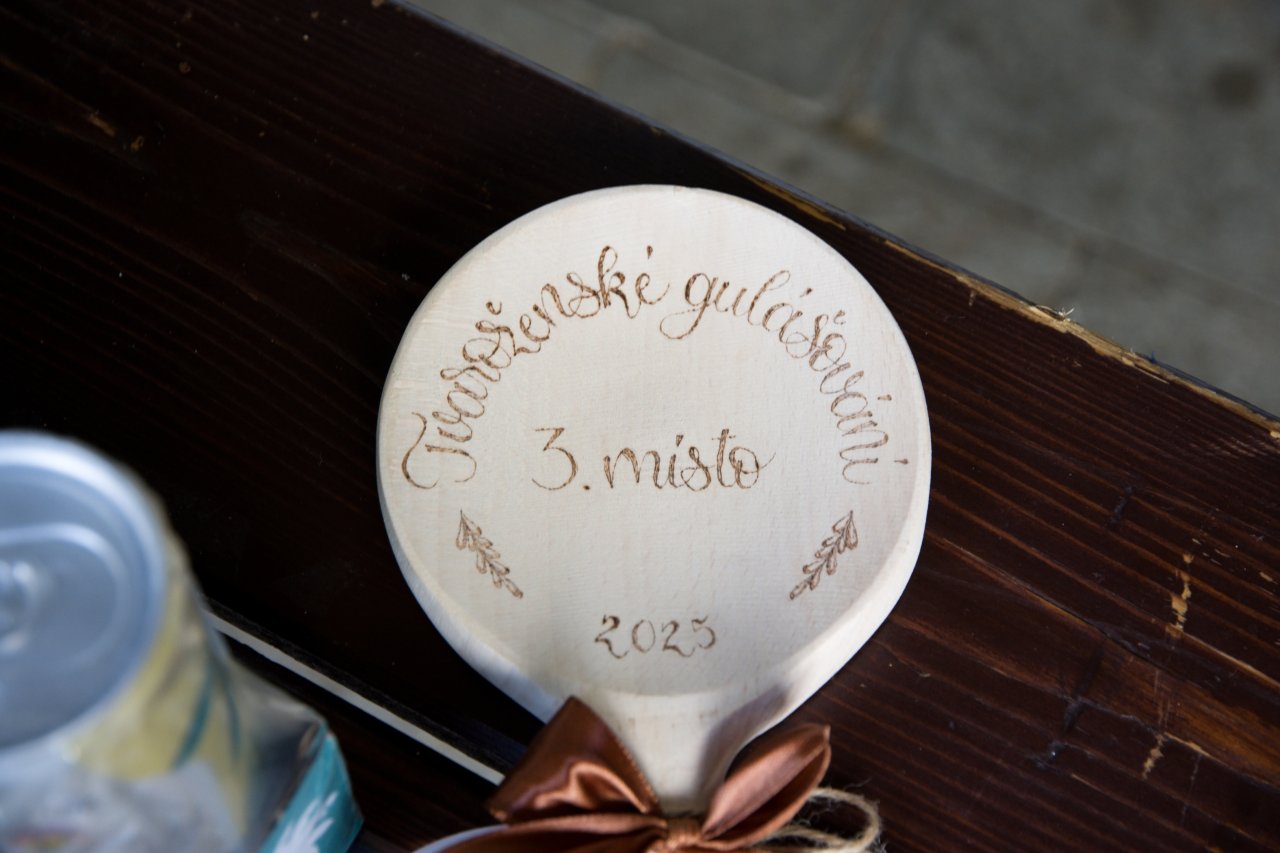 Tvaroženské gulášování
3. místo
2025